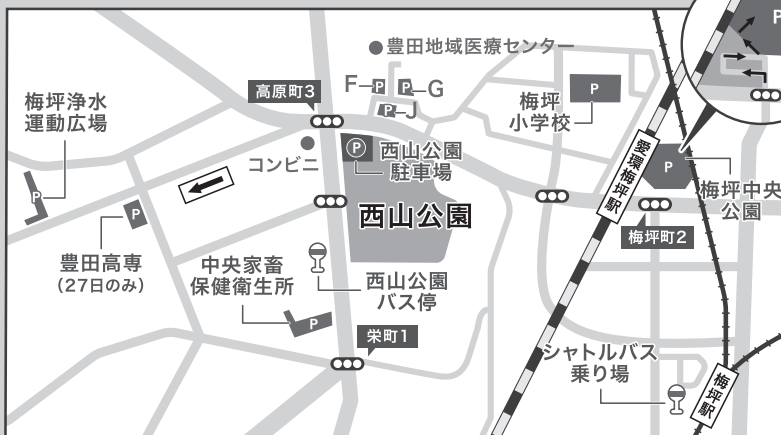 豊田地域医療センター
梅坪浄水
運動広場
高原町3
F
P
P
G
P
J
P
梅坪
小学校
P
P
コンビニ
西山公園
駐車場
愛環梅坪駅
P
梅坪中央
公園
P
西山公園
梅坪町2
豊田高専
(27日のみ)
中央家畜
保健衛生所
P
西山公園
バス停
栄町1
シャトルバス
乗り場
梅坪駅
P